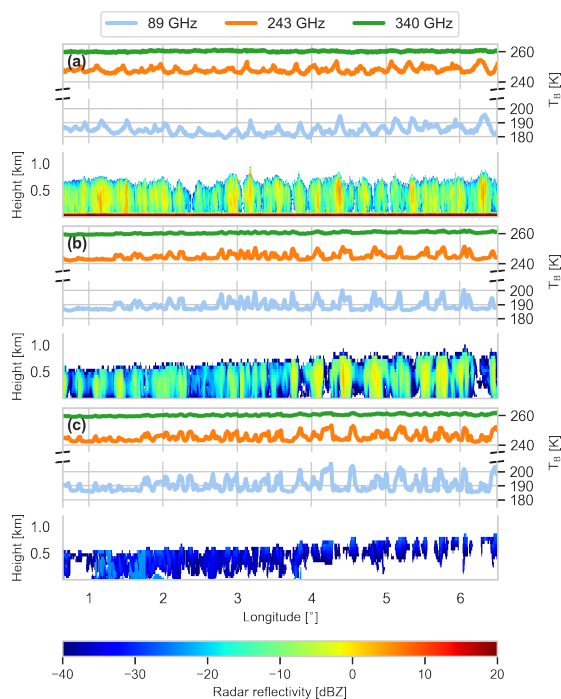 89 GHz 243 GHz 340 GHz
(a)
260
240
200
190
180
T_B [K]
1.0
0.5
Height [km]
(b)
260
240
200
190
180
T_B [K]
1.0
0.5
Height [km]
(c)
260
240
200
190
180
T_B [K]
1.0
0.5
Height [km]
1 2 3 4 5 6
Longitude [°]
−40 −30 −20 −10 0 10 20
Radar reflectivity [dBZ]